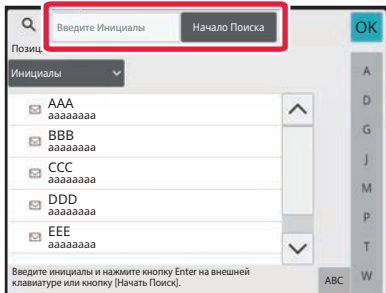 Введите Инициалы
Начало Поиска
OK
Позиц
Инициалы
AAA
aaaaaaaa
BBB
aaaaaaaa
CCC
aaaaaaaa
DDD
aaaaaaaa
EEE
aaaaaaaa
A
D
G
J
M
P
T
W
Введите инициалы и нажмите кнопку Enter на внешней
клавиатуре или кнопку [Начать Поиск].
ABC